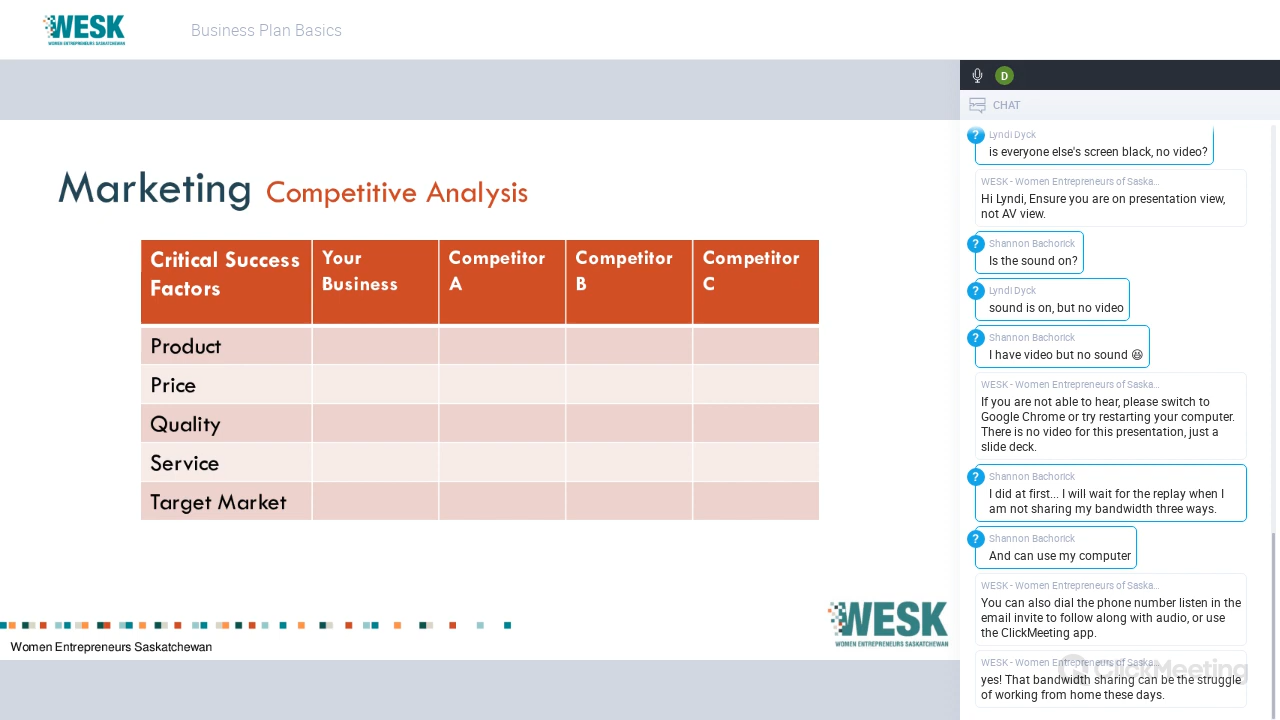 WESK
WOMEN ENTREPRENEURS SASKATCHEWAN
Business Plan Basics
Marketing Competitive Analysis
Critical Success Factors
Your Business
Competitor A
Competitor B
Competitor C
Product
Price
Quality
Service
Target Market
WESK
WOMEN ENTREPRENEURS SASKATCHEWAN
Women Entrepreneurs Saskatchewan
D
CHAT
? Lyndi Dyck
is everyone else's screen black, no video?
WESK - Women Entrepreneurs of Saska...
Hi Lyndi, Ensure you are on presentation view,
not AV view.
? Shannon Bachorick
Is the sound on?
? Lyndi Dyck
sound is on, but no video
? Shannon Bachorick
I have video but no sound 😆
WESK - Women Entrepreneurs of Saska...
If you are not able to hear, please switch to
Google Chrome or try restarting your computer.
There is no video for this presentation, just a
slide deck.
? Shannon Bachorick
I did at first... I will wait for the replay when I
am not sharing my bandwidth three ways.
? Shannon Bachorick
And can use my computer
WESK - Women Entrepreneurs of Saska...
You can also dial the phone number listen in the
email invite to follow along with audio, or use
the ClickMeeting app.
WESK - Women Entrepreneurs of Saska...
yes! That bandwidth sharing can be the struggle
of working from home these days.
ClickMeeting